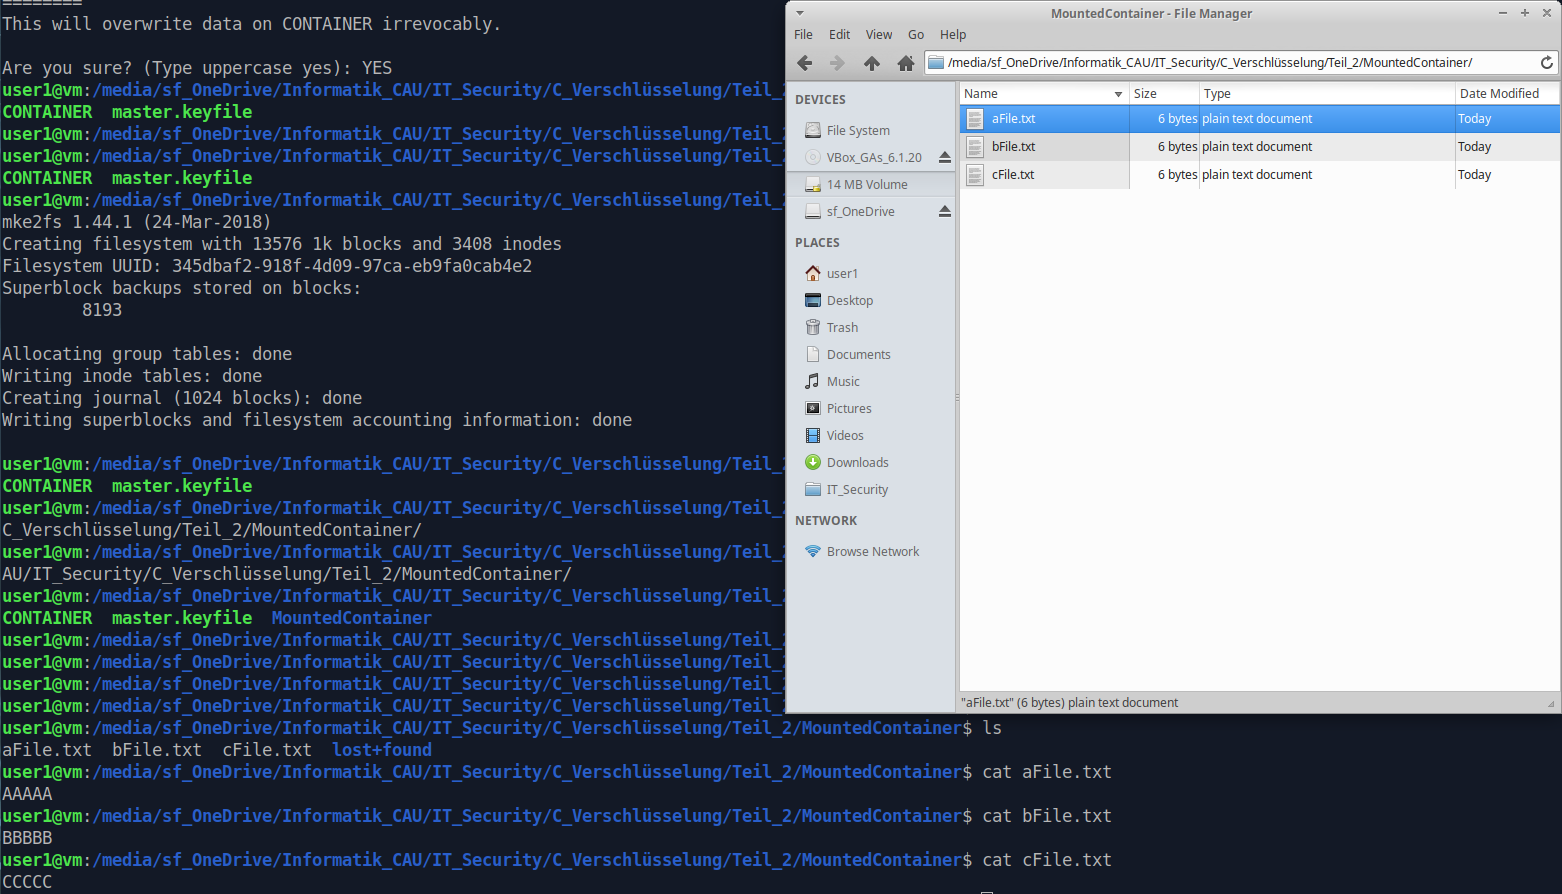 ========
This will overwrite data on CONTAINER irrevocably.
Are you sure? (Type uppercase yes): YES
user1@vm:/media/sf_OneDrive/Informatik_CAU/IT_Security/C_Verschlüsselung/Teil_
CONTAINER  master.keyfile
user1@vm:/media/sf_OneDrive/Informatik_CAU/IT_Security/C_Verschlüsselung/Teil_
user1@vm:/media/sf_OneDrive/Informatik_CAU/IT_Security/C_Verschlüsselung/Teil_
CONTAINER  master.keyfile
user1@vm:/media/sf_OneDrive/Informatik_CAU/IT_Security/C_Verschlüsselung/Teil_
mke2fs 1.44.1 (24-Mar-2018)
Creating filesystem with 13576 1k blocks and 3408 inodes
Filesystem UUID: 345dbaf2-918f-4d09-97ca-eb9fa0cab4e2
Superblock backups stored on blocks:
8193
Allocating group tables: done
Writing inode tables: done
Creating journal (1024 blocks): done
Writing superblocks and filesystem accounting information: done
user1@vm:/media/sf_OneDrive/Informatik_CAU/IT_Security/C_Verschlüsselung/Teil_
CONTAINER  master.keyfile
user1@vm:/media/sf_OneDrive/Informatik_CAU/IT_Security/C_Verschlüsselung/Teil_
C_Verschlüsselung/Teil_2/MountedContainer/
user1@vm:/media/sf_OneDrive/Informatik_CAU/IT_Security/C_Verschlüsselung/Teil_
AU/IT_Security/C_Verschlüsselung/Teil_2/MountedContainer/
user1@vm:/media/sf_OneDrive/Informatik_CAU/IT_Security/C_Verschlüsselung/Teil_
CONTAINER  master.keyfile  MountedContainer
user1@vm:/media/sf_OneDrive/Informatik_CAU/IT_Security/C_Verschlüsselung/Teil_
user1@vm:/media/sf_OneDrive/Informatik_CAU/IT_Security/C_Verschlüsselung/Teil_
user1@vm:/media/sf_OneDrive/Informatik_CAU/IT_Security/C_Verschlüsselung/Teil_
user1@vm:/media/sf_OneDrive/Informatik_CAU/IT_Security/C_Verschlüsselung/Teil_
user1@vm:/media/sf_OneDrive/Informatik_CAU/IT_Security/C_Verschlüsselung/Teil_2/MountedContainer$ ls
aFile.txt  bFile.txt  cFile.txt  lost+found
user1@vm:/media/sf_OneDrive/Informatik_CAU/IT_Security/C_Verschlüsselung/Teil_2/MountedContainer$ cat aFile.txt
AAAAA
user1@vm:/media/sf_OneDrive/Informatik_CAU/IT_Security/C_Verschlüsselung/Teil_2/MountedContainer$ cat bFile.txt
BBBBB
user1@vm:/media/sf_OneDrive/Informatik_CAU/IT_Security/C_Verschlüsselung/Teil_2/MountedContainer$ cat cFile.txt
CCCCC
MountedContainer - File Manager
File Edit View Go Help
/media/sf_OneDrive/Informatik_CAU/IT_Security/C_Verschlüsselung/Teil_2/MountedContainer/
DEVICES
File System
VBox_GAs_6.1.20
14 MB Volume
sf_OneDrive
PLACES
user1
Desktop
Trash
Documents
Music
Pictures
Videos
Downloads
IT_Security
NETWORK
Browse Network
Name Size Type Date Modified
aFile.txt 6 bytes plain text document Today
bFile.txt 6 bytes plain text document Today
cFile.txt 6 bytes plain text document Today
"aFile.txt" (6 bytes) plain text document